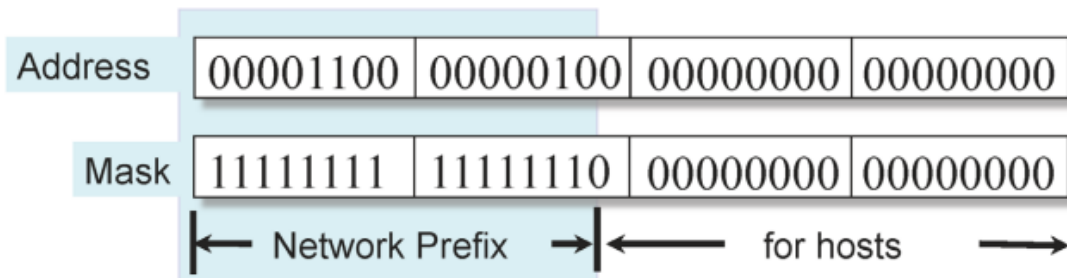 Address 00001100 00000100 00000000 00000000
Mask 11111111 11111110 00000000 00000000
Network Prefix for hosts